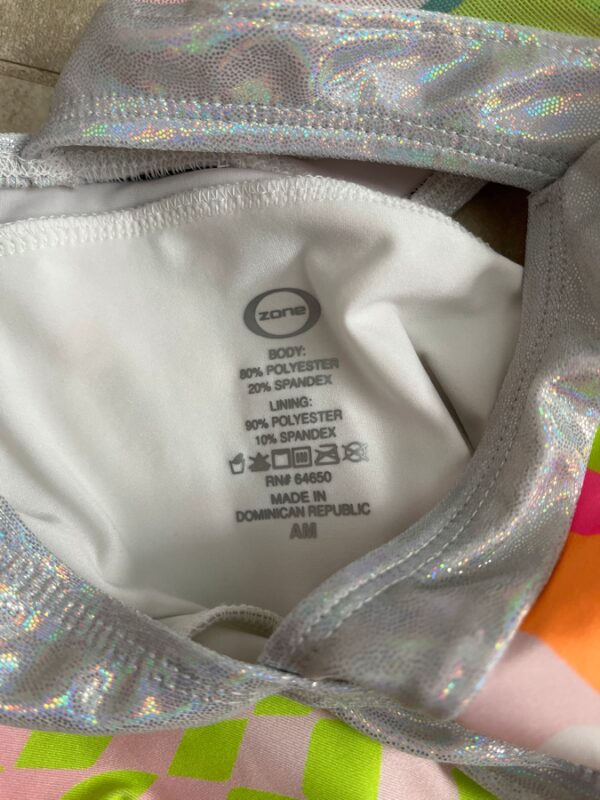 zone
BODY:
80% POLYESTER
20% SPANDEX
LINING:
90% POLYESTER
10% SPANDEX
RN# 64650
MADE IN
DOMINICAN REPUBLIC
AM